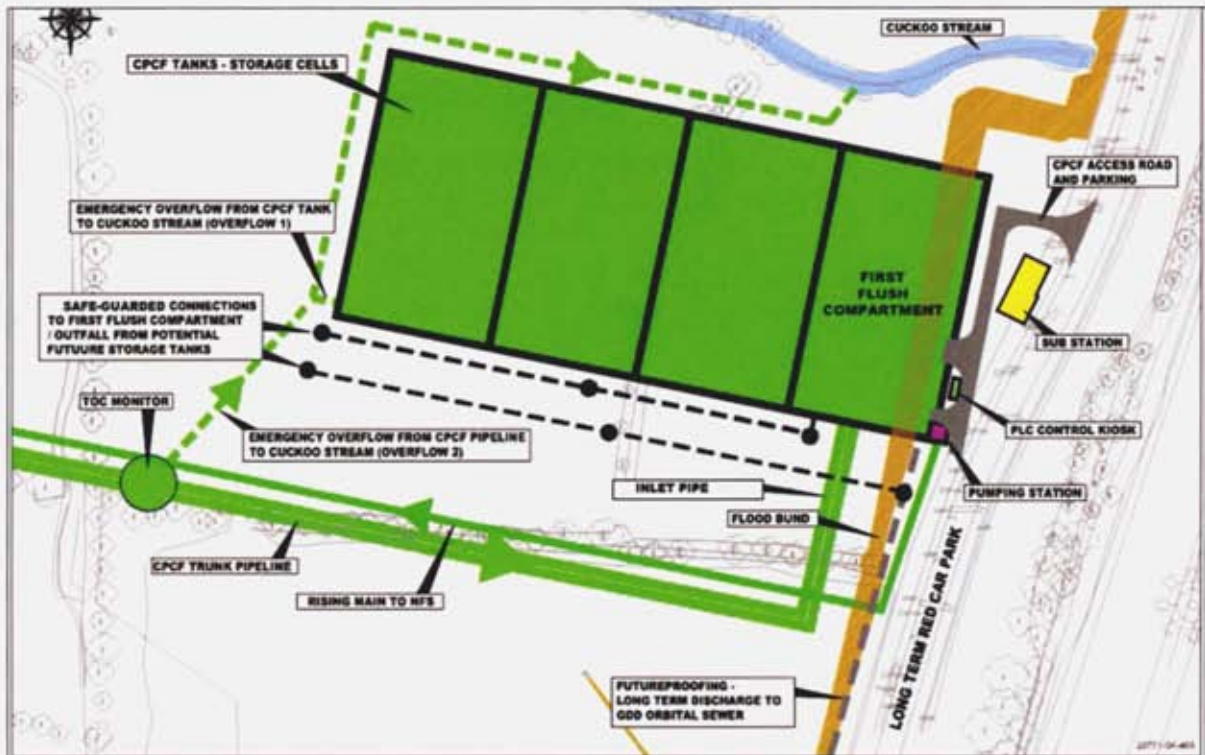 CUCKOO STREAM
CPCF TANKS - STORAGE CELLS
CPCF ACCESS ROAD
AND PARKING
EMERGENCY OVERFLOW FROM CPCF TANK
TO CUCKOO STREAM (OVERFLOW 1)
FIRST
FLUSH
COMPARTMENT
SAFE-GUARDED CONNECTIONS
TO FIRST FLUSH COMPARTMENT
/ OUTFALL FROM POTENTIAL
FUTUURE STORAGE TANKS
SUB STATION
TOC MONITOR
EMERGENCY OVERFLOW FROM CPCF PIPELINE
TO CUCKOO STREAM (OVERFLOW 2)
PLC CONTROL KIOSK
INLET PIPE
PUMPING STATION
FLOOD BUND
CPCF TRUNK PIPELINE
RISING MAIN TO NFS
LONG TERM RED CAR PARK
FUTUREPROOFING -
LONG TERM DISCHARGE TO
GDD ORBITAL SEWER